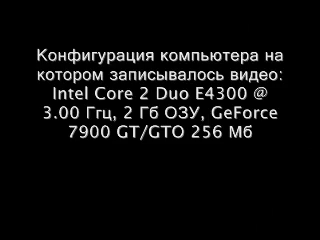 Конфигурация компьютера на
котором записывалось видео:
Intel Core 2 Duo E4300 @
3.00 Ггц, 2 Гб ОЗУ, GeForce
7900 GT/GTO 256 Мб